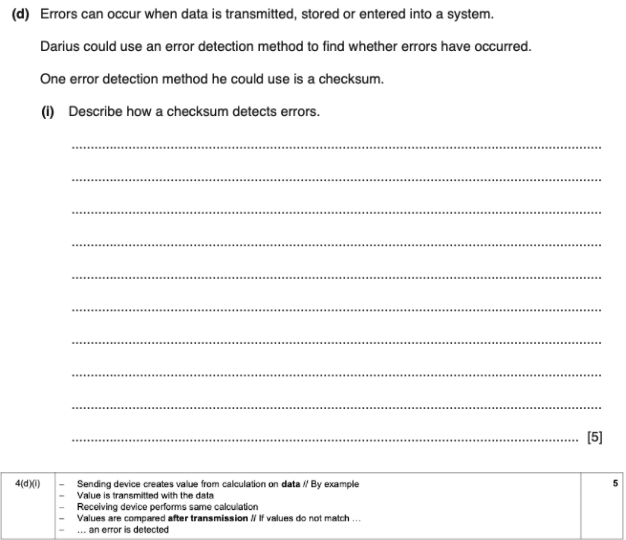 (d) Errors can occur when data is transmitted, stored or entered into a system.
Darius could use an error detection method to find whether errors have occurred.
One error detection method he could use is a checksum.
(i) Describe how a checksum detects errors.
[5]
4(d)(i) – Sending device creates value from calculation on data // By example 5
– Value is transmitted with the data
– Receiving device performs same calculation
– Values are compared after transmission // If values do not match …
– … an error is detected